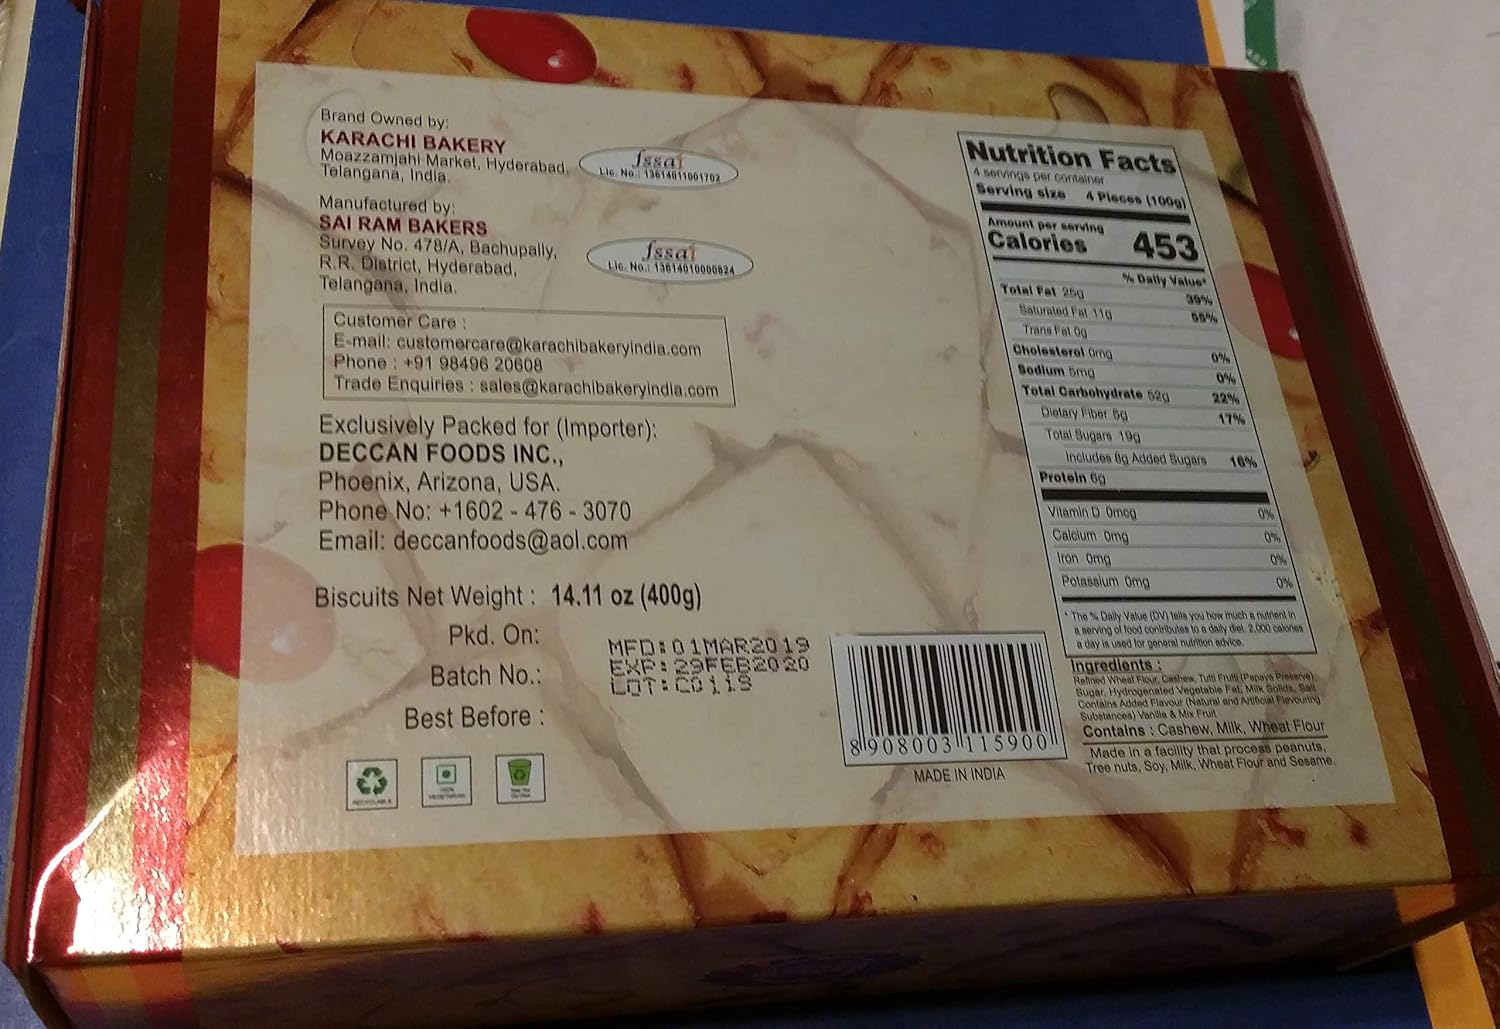 Brand Owned by:
KARACHI BAKERY
Moazzamjahi Market, Hyderabad,
Telangana, India.
fssai
Lic. No.: 13614011001702
Manufactured by:
SAI RAM BAKERS
Survey No. 478/A, Bachupally,
R.R. District, Hyderabad,
Telangana, India.
fssai
Lic. No.: 13614010000824
Customer Care :
E-mail: customercare@karachibakeryindia.com
Phone : +91 98496 20608
Trade Enquiries : sales@karachibakeryindia.com
Exclusively Packed for (Importer):
DECCAN FOODS INC.,
Phoenix, Arizona, USA.
Phone No: +1602 - 476 - 3070
Email: deccanfoods@aol.com
Biscuits Net Weight : 14.11 oz (400g)
Pkd. On:
Batch No.:
Best Before :
MFD:01MAR2019
EXP:29FEB2020
RECYCLABLE
100%
VEGETARIAN
8 908003 115900
MADE IN INDIA
Nutrition Facts
4 servings per container
Serving size 4 Pieces (100g)
Amount per serving
Calories 453
% Daily Value*
Total Fat 25g 39%
Saturated Fat 11g 55%
Trans Fat 0g
Cholesterol 0mg 0%
Sodium 5mg 0%
Total Carbohydrate 52g 22%
Dietary Fiber 5g 17%
Total Sugars 19g
Includes 8g Added Sugars 16%
Protein 6g
Vitamin D 0mcg 0%
Calcium 0mg 0%
Iron 0mg 0%
Potassium 0mg 0%
* The % Daily Value (DV) tells you how much a nutrient in
a serving of food contributes to a daily diet. 2,000 calories
a day is used for general nutrition advice.
Ingredients :
Refined Wheat Flour, Cashew, Tutti Frutti (Papaya Preserve),
Sugar, Hydrogenated Vegetable Fat, Milk Solids, Salt
Contains Added Flavour (Natural and Artificial Flavouring
Substances) Vanilla & Mix Fruit
Contains : Cashew, Milk, Wheat Flour
Made in a facility that process peanuts,
Tree nuts, Soy, Milk, Wheat Flour and Sesame.